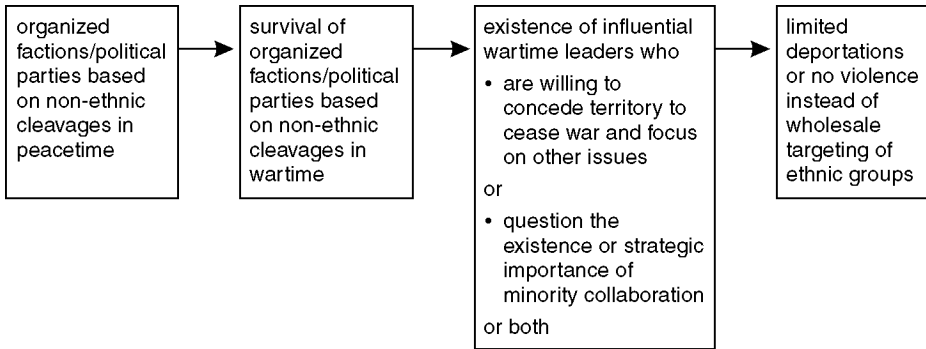 organized
factions/political
parties based
on non-ethnic
cleavages in
peacetime
survival of
organized
factions/political
parties based
on non-ethnic
cleavages in
wartime
existence of influential
wartime leaders who
• are willing to
concede territory to
cease war and focus
on other issues
or
• question the
existence or strategic
importance of
minority collaboration
or both
limited
deportations
or no violence
instead of
wholesale
targeting of
ethnic groups